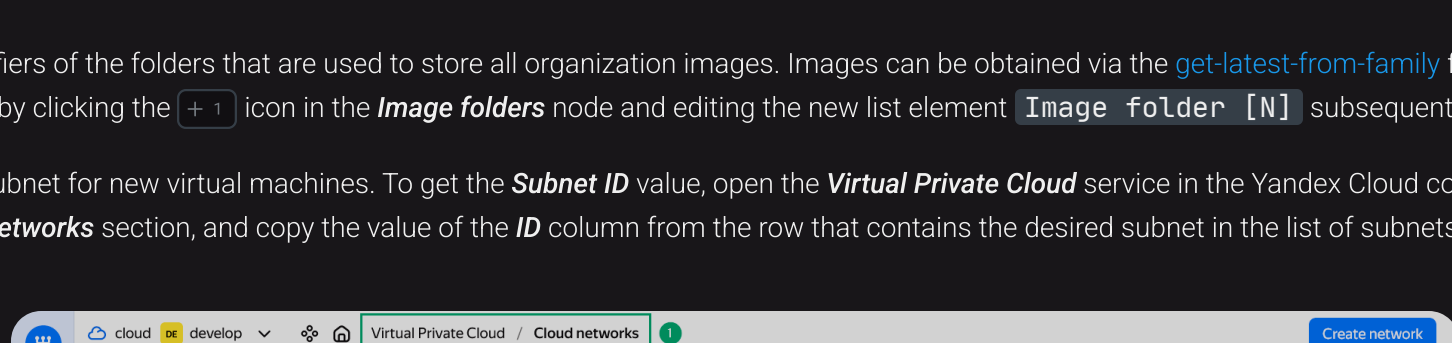 fiers of the folders that are used to store all organization images. Images can be obtained via the get-latest-from-family f
by clicking the + 1 icon in the Image folders node and editing the new list element Image folder [N] subsequent
ubnet for new virtual machines. To get the Subnet ID value, open the Virtual Private Cloud service in the Yandex Cloud co
etworks section, and copy the value of the ID column from the row that contains the desired subnet in the list of subnets
cloud DE develop Virtual Private Cloud / Cloud networks 1 Create network